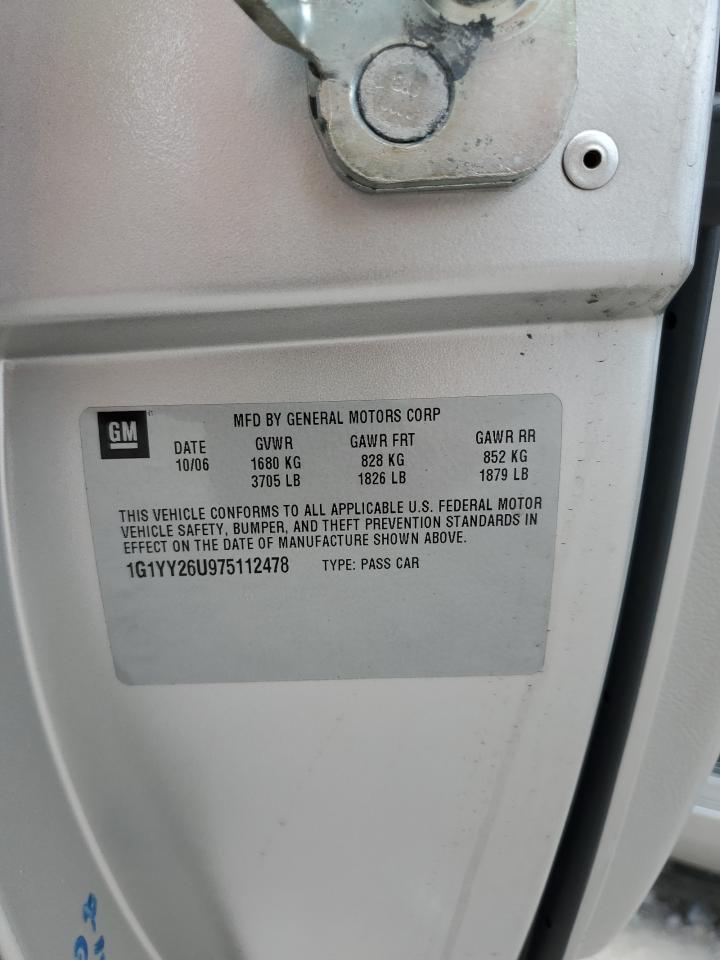 GM
MFD BY GENERAL MOTORS CORP
DATE GVWR GAWR FRT GAWR RR
10/06 1680 KG 828 KG 852 KG
3705 LB 1826 LB 1879 LB
THIS VEHICLE CONFORMS TO ALL APPLICABLE U.S. FEDERAL MOTOR
VEHICLE SAFETY, BUMPER, AND THEFT PREVENTION STANDARDS IN
EFFECT ON THE DATE OF MANUFACTURE SHOWN ABOVE.
1G1YY26U975112478 TYPE: PASS CAR